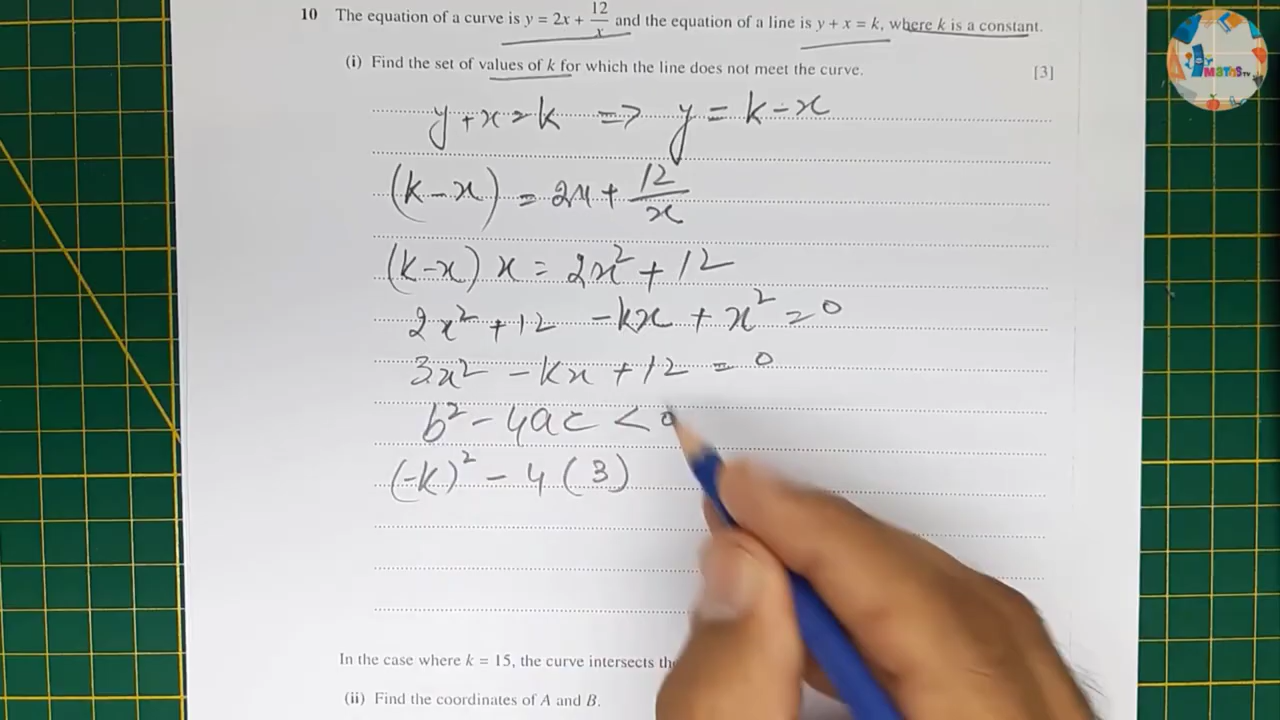 10 The equation of a curve is y = 2x + 12/x and the equation of a line is y + x = k, where k is a constant.
(i) Find the set of values of k for which the line does not meet the curve. [3]
y + x = k => y = k - x
(k - x) = 2x + 12/x
(k-x) x = 2x² + 12
2x² + 12 - kx + x² = 0
3x² - kx + 12 = 0
b² - 4ac < 0
(-k)² - 4 (3)
In the case where k = 15, the curve intersects the
(ii) Find the coordinates of A and B.